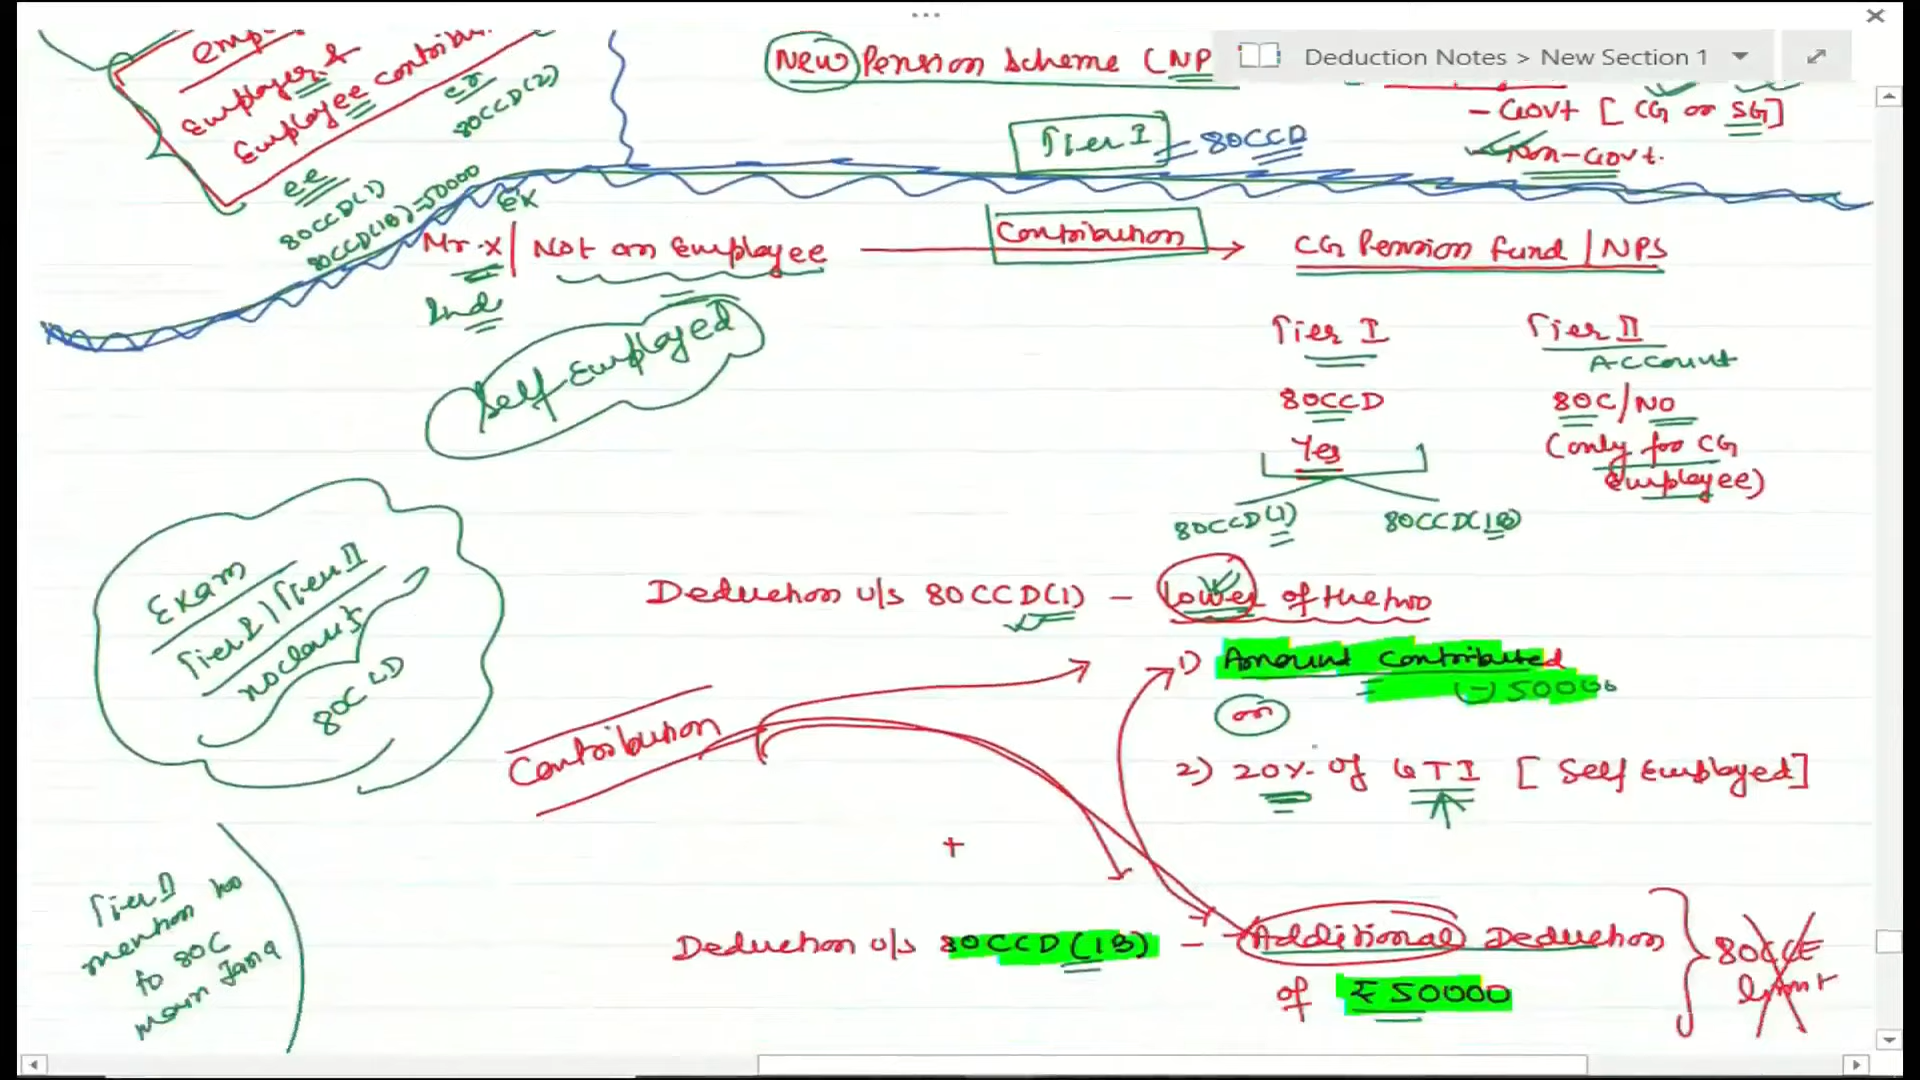 Deduction Notes > New Section 1
Employer &
Employee contribu
er
80CCD(2)
ee
80CCD(1)
80CCD(1B) = 50000
New Pension Scheme (NP
- Govt [CG or SG]
Non-Govt.
Tier I = 80CCD
Ex
Mr. X | Not an Employee
Ind
Self Employed
Contribution
CG Pension Fund / NPS
Tier I
80CCD
Yes
80CCD(1)
80CCD(1B)
Tier II
Account
80C/NO
(only for CG
Employee)
Exam
Tier I / Tier II
no clarity
80CCD
Deduction u/s 80CCD(1) - lower of the two
1) Amount Contributed
(-) 50000
or
2) 20% of GTI [Self Employed]
Contribution
+
Deduction u/s 80CCD(1B) - Additional Deduction
of ₹ 50000
80CCE
limit
Tier II
mention ho
to 80C